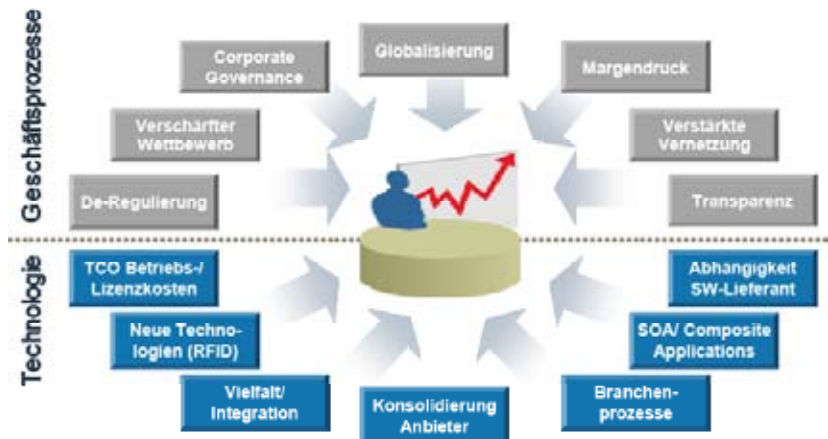 Geschäftsprozesse
Globalisierung
Corporate
Governance
Margendruck
Verschärfter
Wettbewerb
Verstärkte
Vernetzung
De-Regulierung
Transparenz
Technologie
TCO Betriebs-/
Lizenzkosten
Abhängigkeit
SW-Lieferant
Neue Techno-
logien (RFID)
SOA/ Composite
Applications
Vielfalt/
Integration
Konsolidierung
Anbieter
Branchen-
prozesse